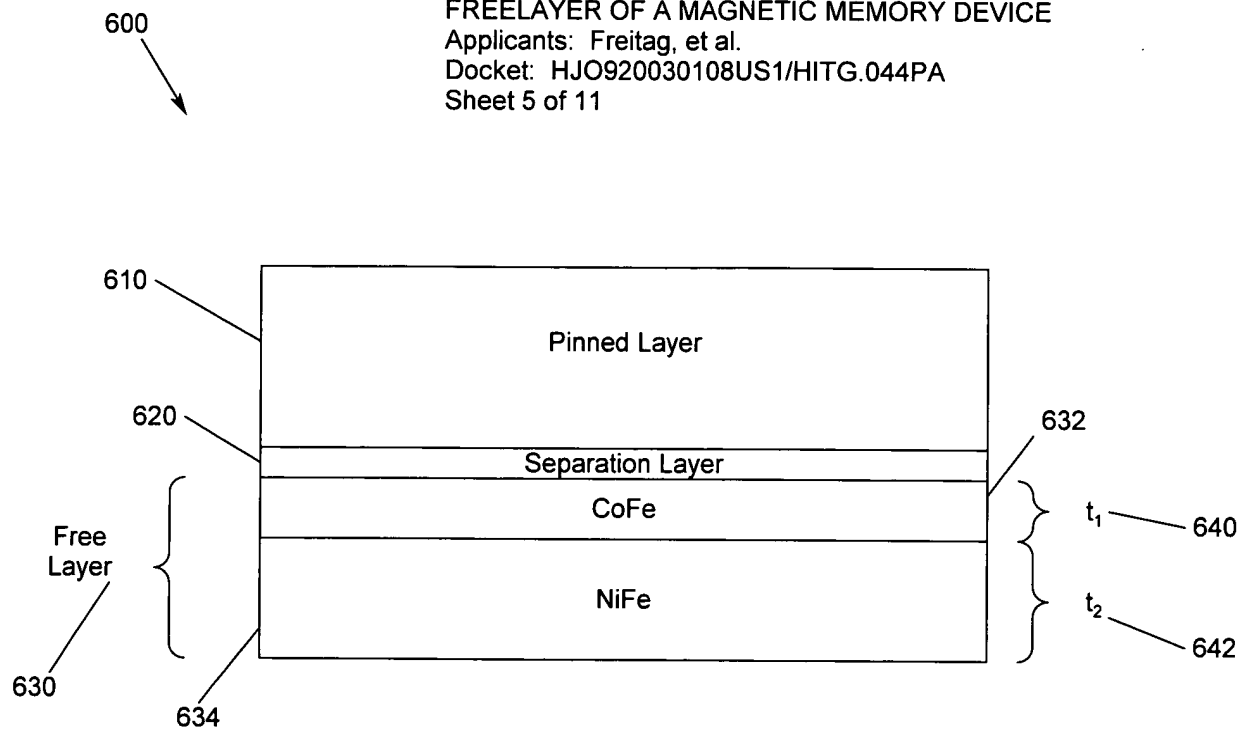 FREELAYER OF A MAGNETIC MEMORY DEVICE
Applicants: Freitag, et al.
Docket: HJO920030108US1/HITG.044PA
Sheet 5 of 11
600
610
Pinned Layer
620
632
Separation Layer
CoFe
t₁
640
Free
Layer
NiFe
t₂
642
630
634